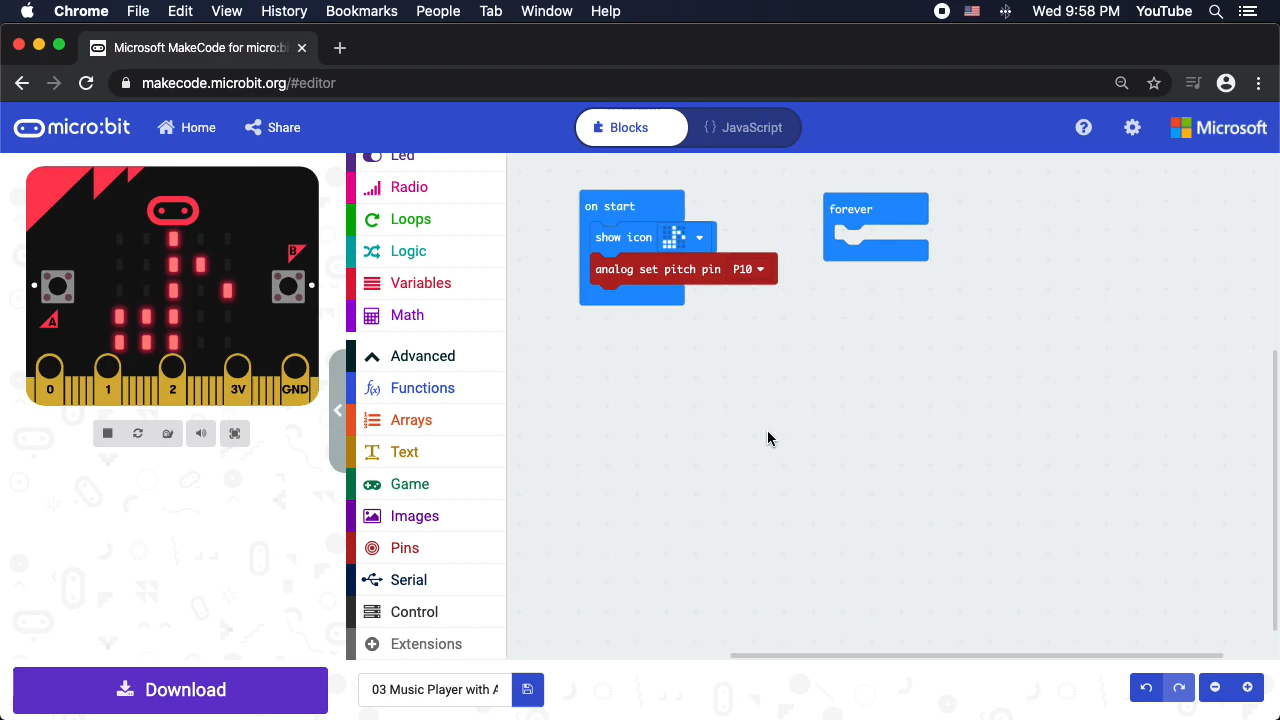 Chrome File Edit View History Bookmarks People Tab Window Help Wed 9:58 PM YouTube
Microsoft MakeCode for micro:bi
makecode.microbit.org/#editor
micro:bit Home Share Blocks {} JavaScript Microsoft
Led
Radio
Loops
Logic
Variables
Math
Advanced
Functions
Arrays
Text
Game
Images
Pins
Serial
Control
Extensions
on start
show icon
analog set pitch pin P10
forever
B
A
0 1 2 3V GND
Download
03 Music Player with A